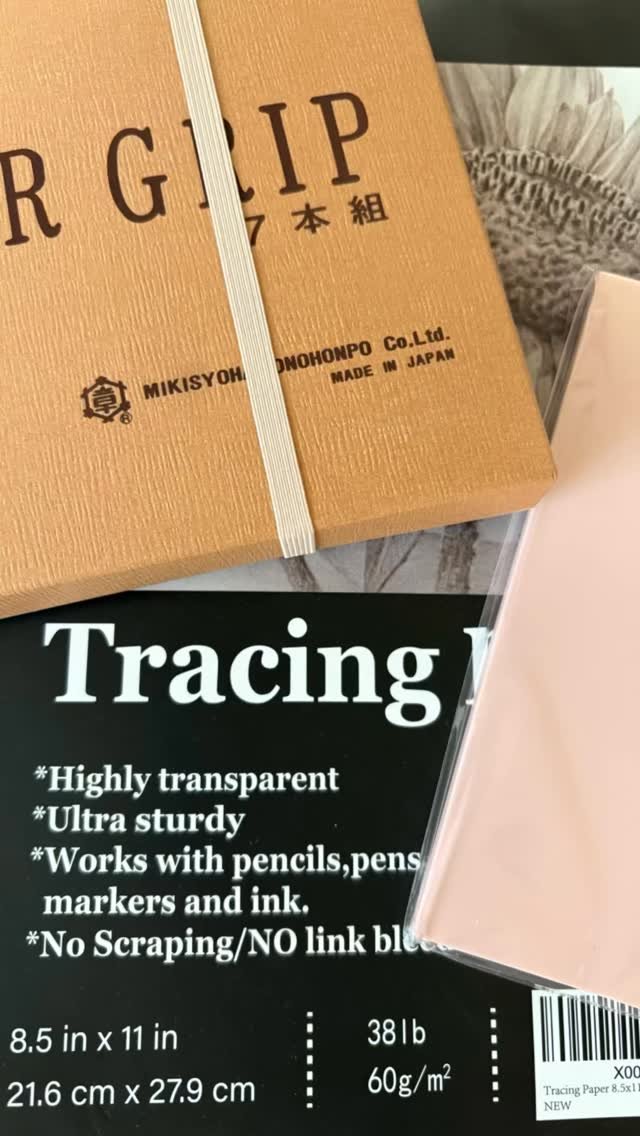 R GRIP
7本組
章
MIKISYOH NOHONPO Co.Ltd.
MADE IN JAPAN
Tracing
*Highly transparent
*Ultra sturdy
*Works with pencils,pens
markers and ink.
*No Scraping/NO link
8.5 in x 11 in
38lb
21.6 cm x 27.9 cm
60g/m²
X00
Tracing Paper 8.5x11
NEW